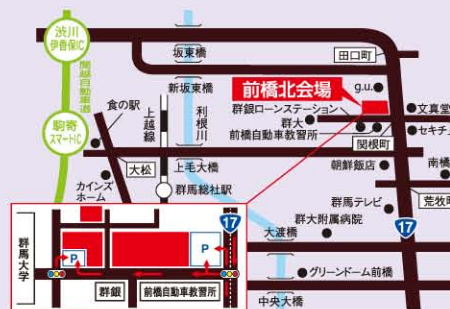 渋川
伊香保IC
関越自動車道
駒寄
スマートIC
坂東橋
新坂東橋
田口町
前橋北会場
g.u.
群銀ローンステーション
群大
前橋自動車教習所
文真堂
セキチュ
関根町
食の駅
上越線
利根川
大松
上毛大橋
朝鮮飯店
南橘
カインズ
ホーム
群馬総社駅
群馬テレビ
荒牧町
群大附属病院
17
大渡橋
グリーンドーム前橋
中央大橋
群馬大学
P
P
17
群銀
前橋自動車教習所